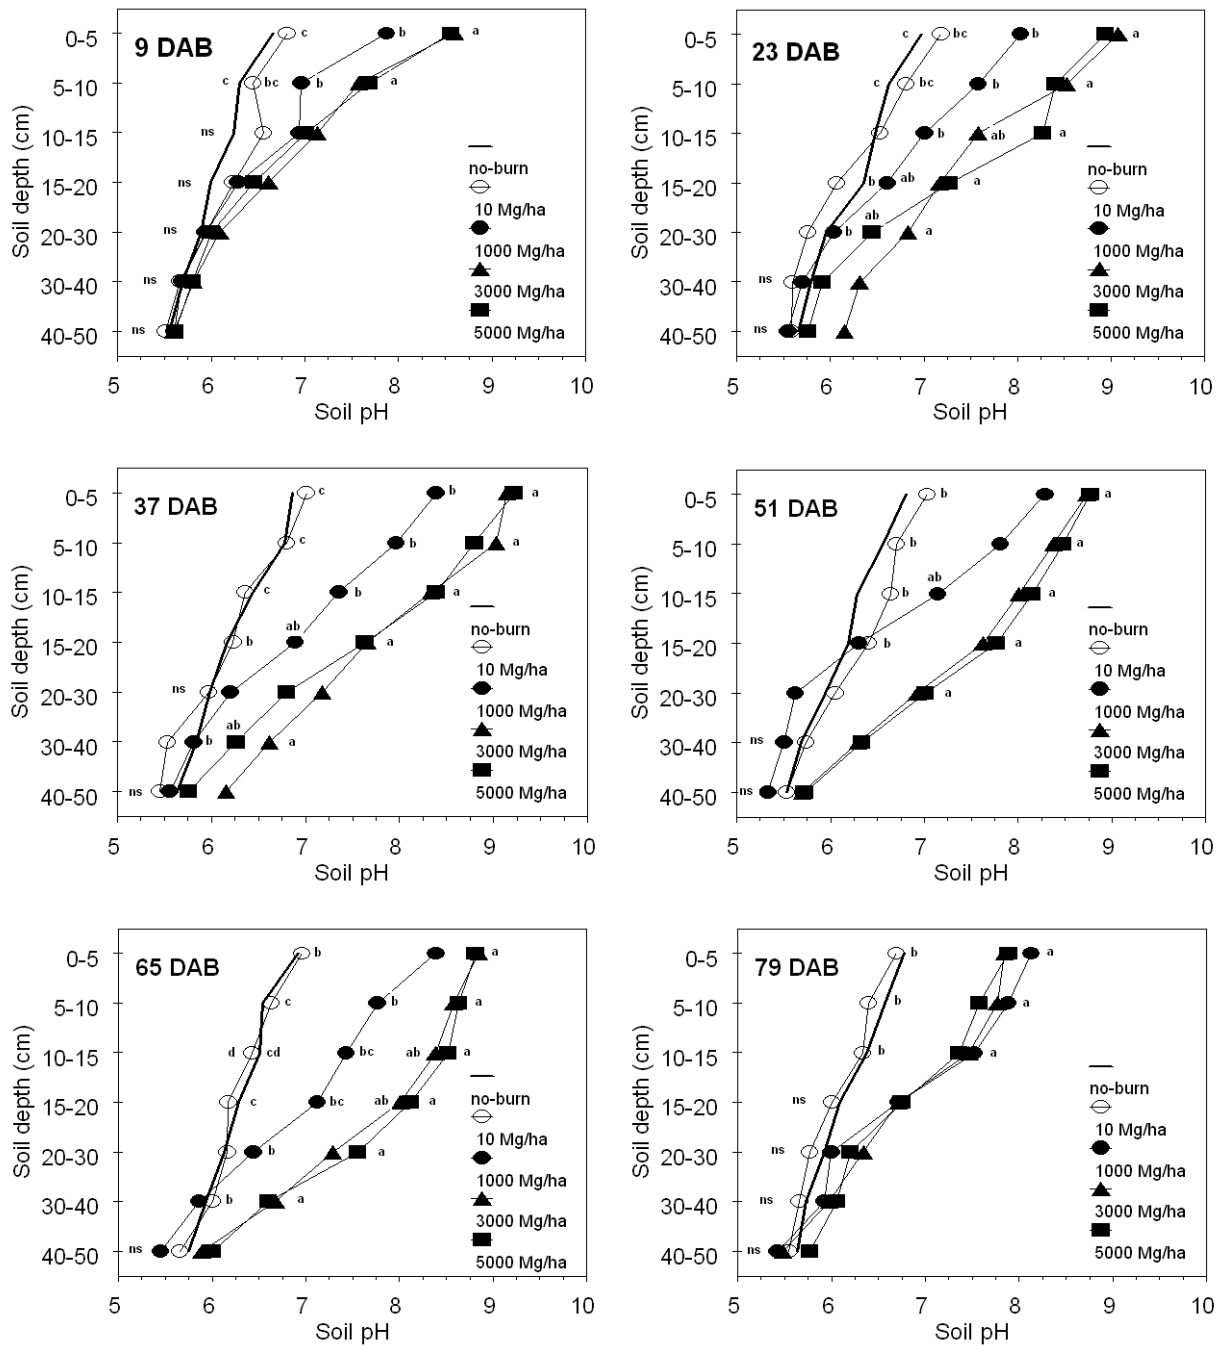 9 DAB
Soil depth (cm)
0-5
5-10
10-15
15-20
20-30
30-40
40-50
c
b
a
c
bc
b
a
ns
ns
ns
ns
ns
no-burn
10 Mg/ha
1000 Mg/ha
3000 Mg/ha
5000 Mg/ha
5 6 7 8 9 10
Soil pH
23 DAB
Soil depth (cm)
0-5
5-10
10-15
15-20
20-30
30-40
40-50
c
bc
b
a
c
bc
b
a
b
ab
a
b
ab
a
ab
b
a
ns
ns
no-burn
10 Mg/ha
1000 Mg/ha
3000 Mg/ha
5000 Mg/ha
5 6 7 8 9 10
Soil pH
37 DAB
Soil depth (cm)
0-5
5-10
10-15
15-20
20-30
30-40
40-50
c
b
a
c
b
a
c
b
a
ab
b
a
ns
ab
b
a
ns
no-burn
10 Mg/ha
1000 Mg/ha
3000 Mg/ha
5000 Mg/ha
5 6 7 8 9 10
Soil pH
51 DAB
Soil depth (cm)
0-5
5-10
10-15
15-20
20-30
30-40
40-50
b
a
b
a
ab
b
a
b
a
a
ns
ns
no-burn
10 Mg/ha
1000 Mg/ha
3000 Mg/ha
5000 Mg/ha
5 6 7 8 9 10
Soil pH
65 DAB
Soil depth (cm)
0-5
5-10
10-15
15-20
20-30
30-40
40-50
b
a
c
b
a
d
cd
bc
ab
a
c
bc
ab
a
b
a
b
a
ns
no-burn
10 Mg/ha
1000 Mg/ha
3000 Mg/ha
5000 Mg/ha
5 6 7 8 9 10
Soil pH
79 DAB
Soil depth (cm)
0-5
5-10
10-15
15-20
20-30
30-40
40-50
b
a
b
a
b
a
ns
ns
ns
ns
no-burn
10 Mg/ha
1000 Mg/ha
3000 Mg/ha
5000 Mg/ha
5 6 7 8 9 10
Soil pH